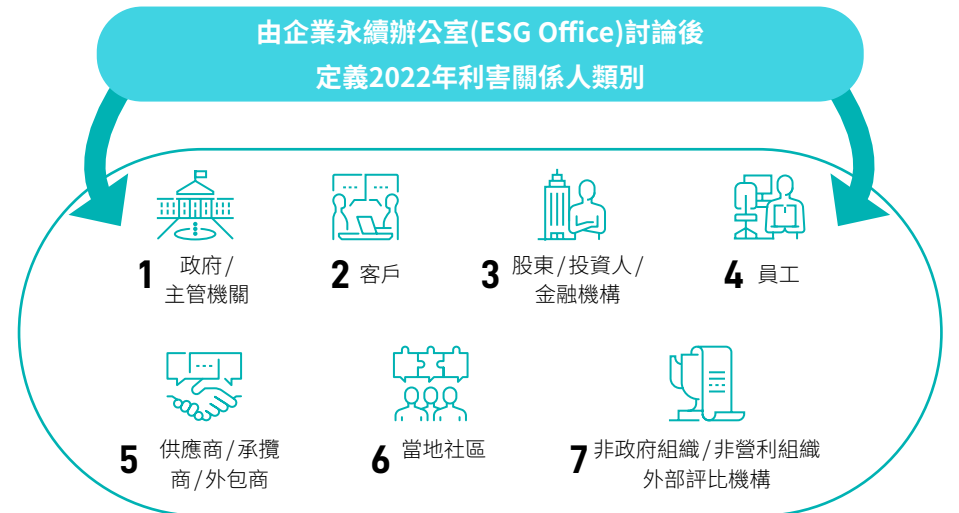 由企業永續辦公室(ESG Office)討論後
定義2022年利害關係人類別
1 政府/
主管機關
2 客戶
3 股東/投資人/
金融機構
4 員工
5 供應商/承攬
商/外包商
6 當地社區
7 非政府組織/非營利組織
外部評比機構